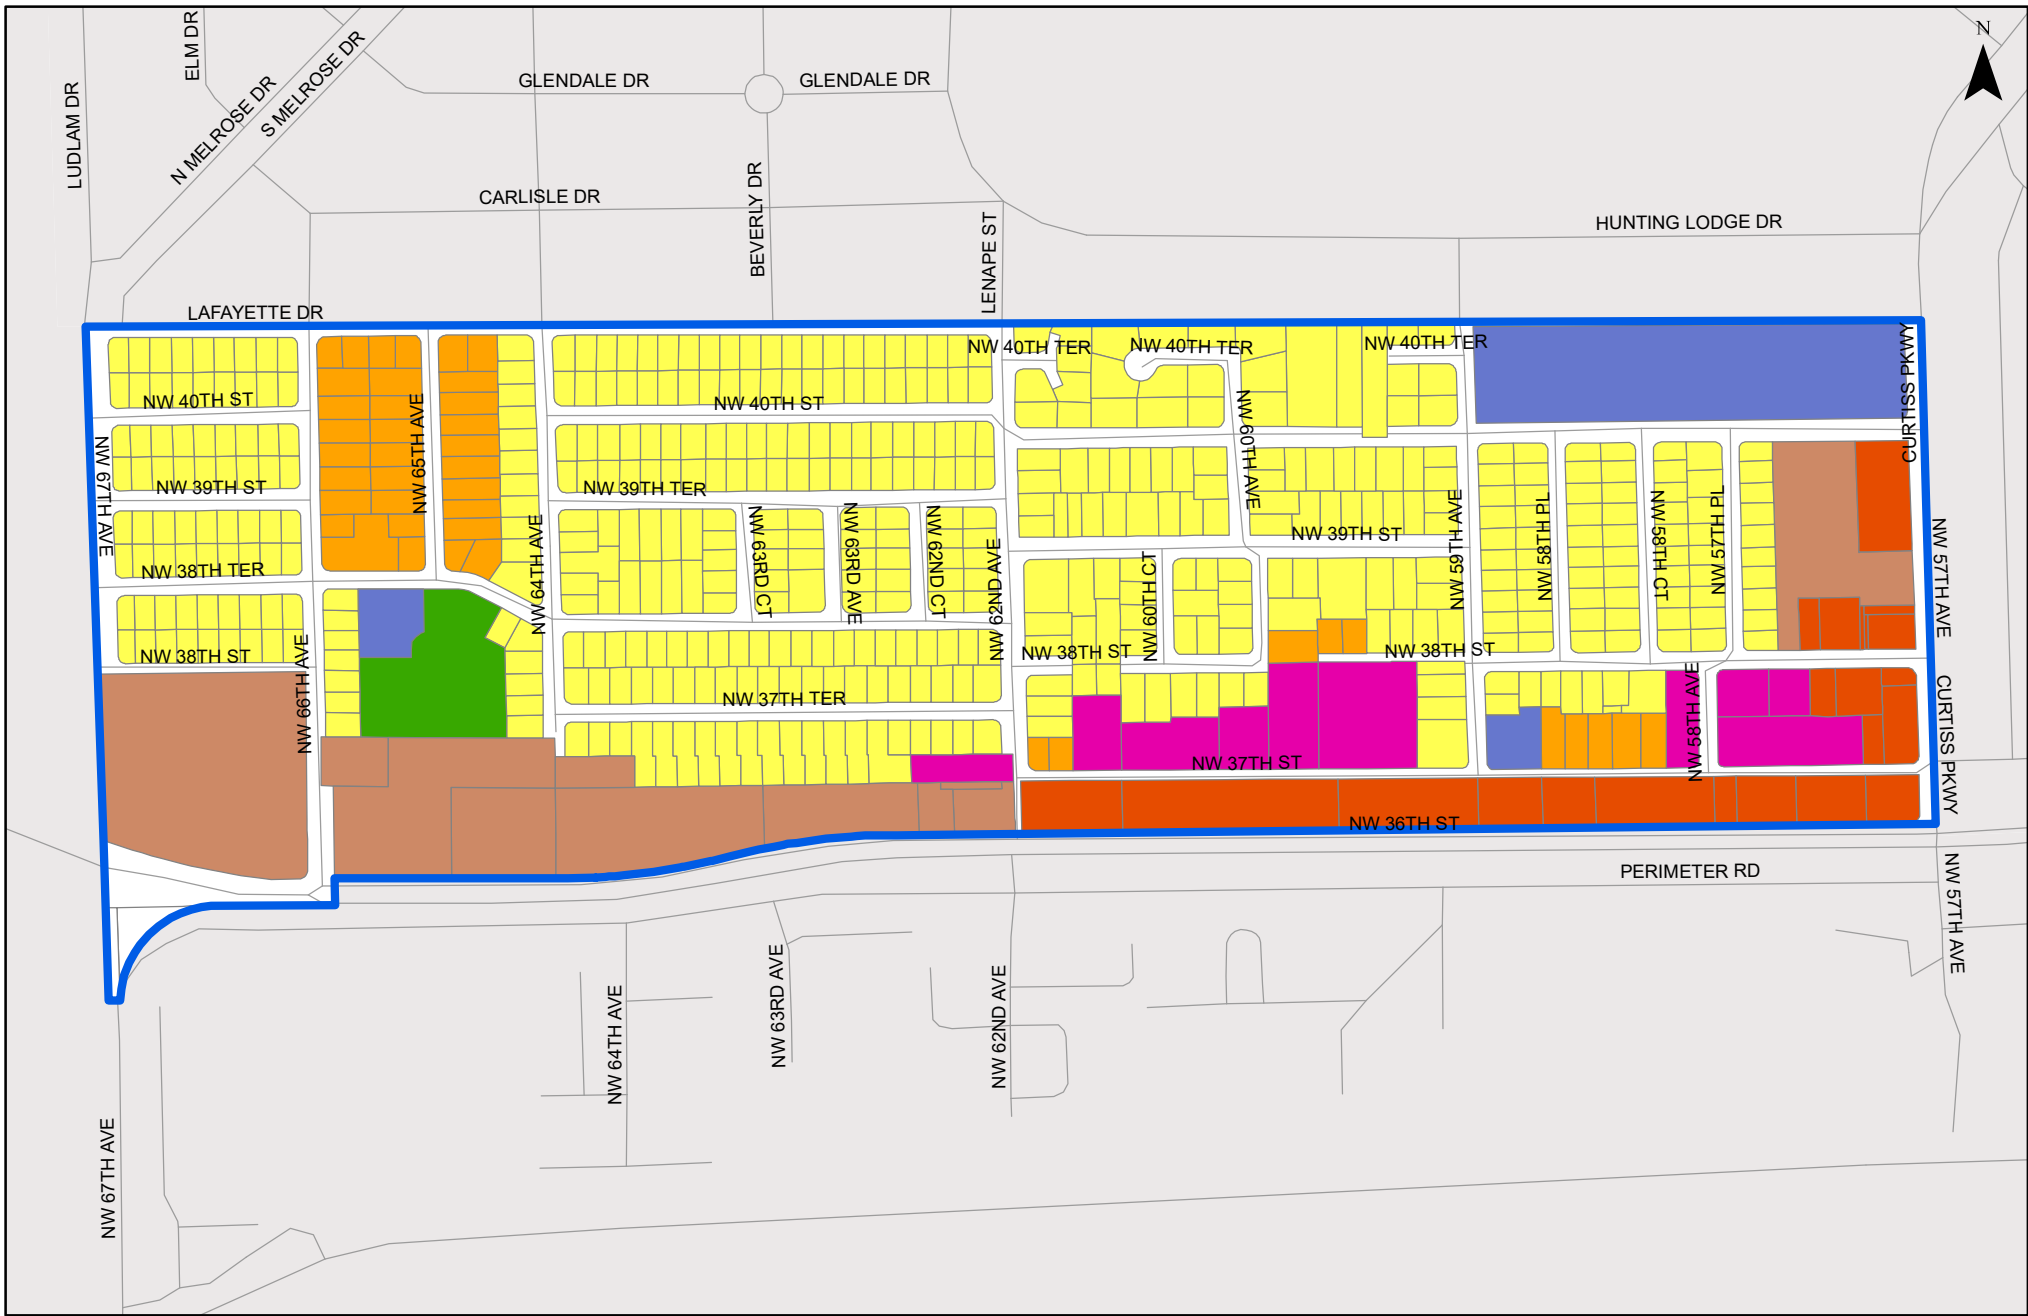 N
ELM DR
LUDLAM DR
N MELROSE DR
S MELROSE DR
GLENDALE DR
GLENDALE DR
CARLISLE DR
BEVERLY DR
LENAPE ST
HUNTING LODGE DR
LAFAYETTE DR
NW 40TH TER
NW 40TH TER
NW 40TH TER
CURTISS PKWY
NW 40TH ST
NW 40TH ST
NW 65TH AVE
NW 60TH AVE
NW 67TH AVE
NW 39TH ST
NW 39TH TER
NW 64TH AVE
NW 63RD CT
NW 63RD AVE
NW 62ND CT
NW 62ND AVE
NW 39TH ST
NW 59TH AVE
NW 58TH PL
NW 58TH CT
NW 57TH PL
NW 57TH AVE
NW 38TH TER
NW 60TH CT
NW 38TH ST
NW 66TH AVE
NW 38TH ST
NW 38TH ST
NW 37TH TER
NW 58TH AVE
CURTISS PKWY
NW 37TH ST
NW 36TH ST
PERIMETER RD
NW 57TH AVE
NW 64TH AVE
NW 63RD AVE
NW 62ND AVE
NW 67TH AVE